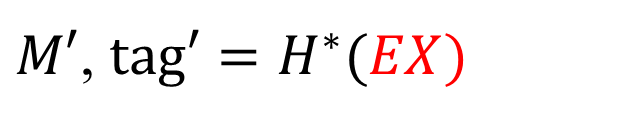 M′, tag′ = H*(EX)